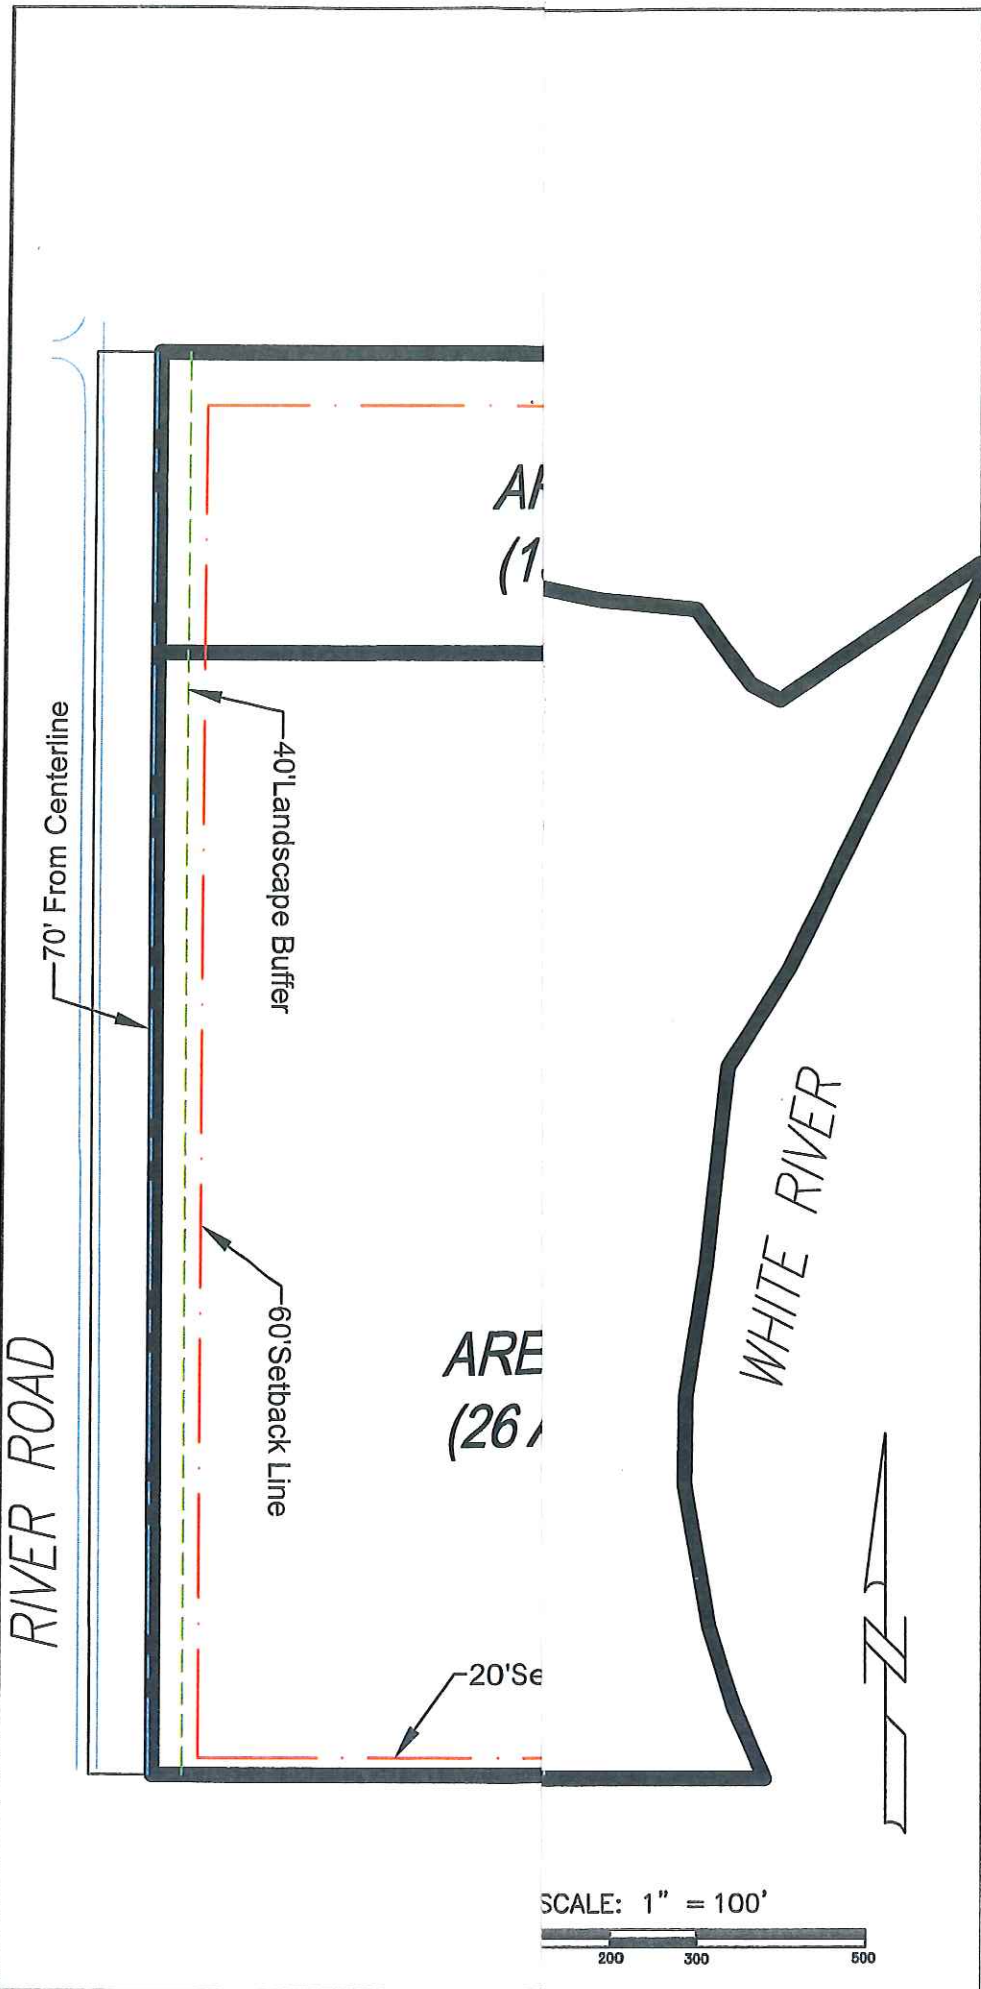 (26
70' From Centerline
40'Landscape Buffer
60'Setback Line
RIVER ROAD
WHITE RIVER
N
SCALE: 1" = 100'
200 300 500